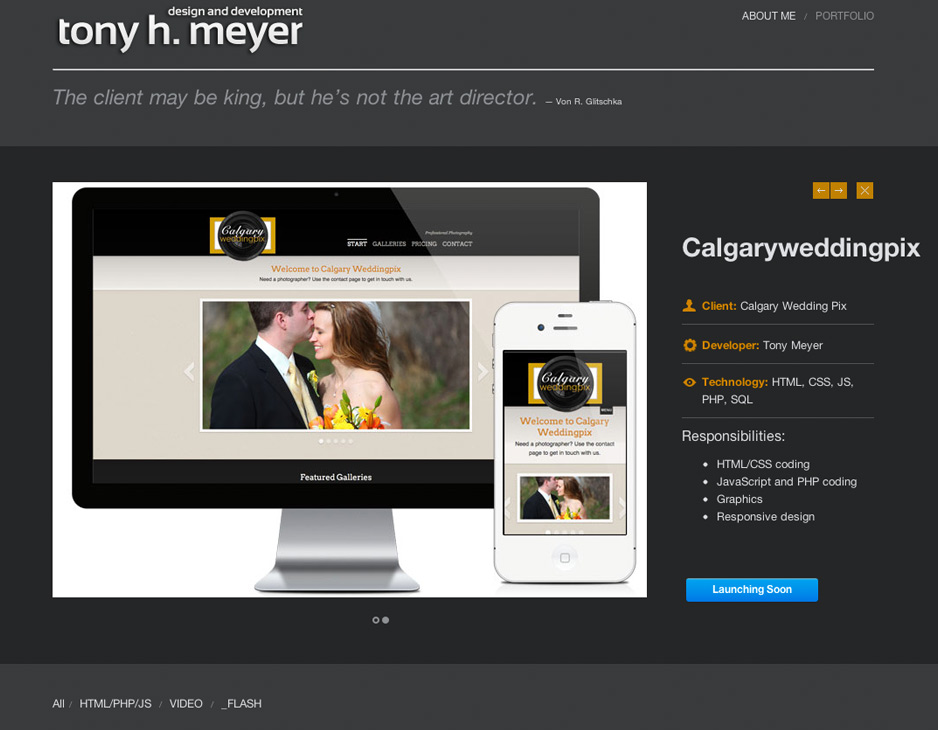 design and development
tony h. meyer
ABOUT ME / PORTFOLIO
The client may be king, but he's not the art director. — Von R. Glitschka
Calgary
weddingpix
Professional Photography
START GALLERIES PRICING CONTACT
Welcome to Calgary Weddingpix
Need a photographer? Use the contact page to get in touch with us.
Featured Galleries
Calgary
weddingpix
MENU
Welcome to Calgary
Weddingpix
Need a photographer? Use the contact
page to get in touch with us.
Calgaryweddingpix
Client: Calgary Wedding Pix
Developer: Tony Meyer
Technology: HTML, CSS, JS,
PHP, SQL
Responsibilities:
• HTML/CSS coding
• JavaScript and PHP coding
• Graphics
• Responsive design
Launching Soon
All / HTML/PHP/JS / VIDEO / _FLASH